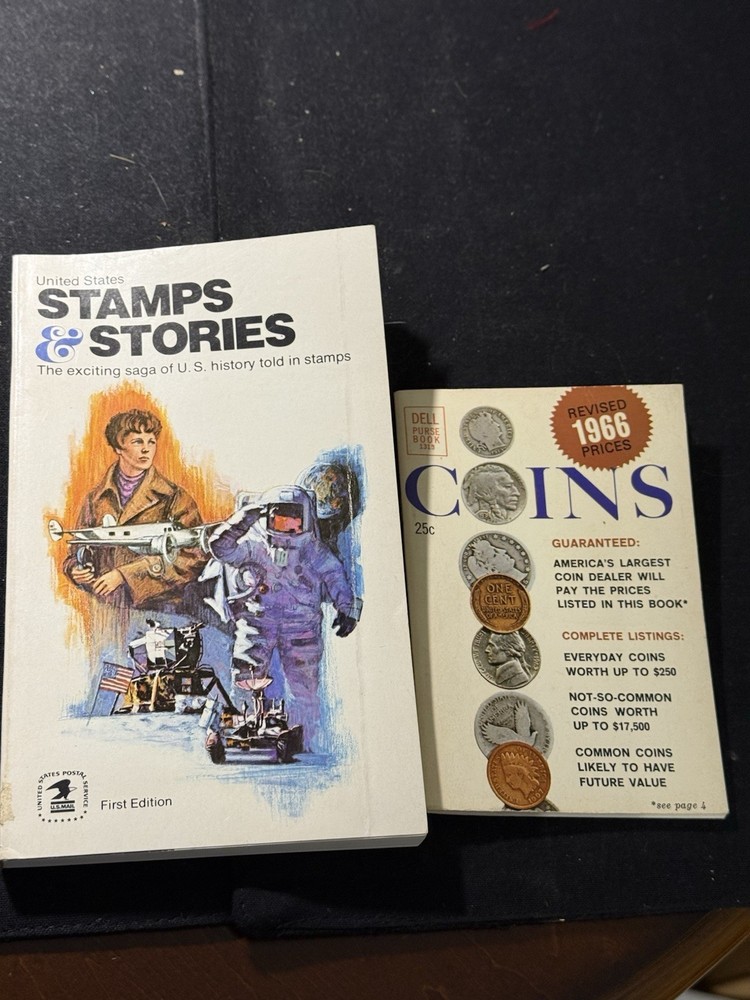 United States
STAMPS
& STORIES
The exciting saga of U.S. history told in stamps
UNITED STATES POSTAL SERVICE
U.S. MAIL
First Edition
DELL
PURSE
BOOK
1313
REVISED
1966
PRICES
COINS
25c
GUARANTEED:
AMERICA'S LARGEST
COIN DEALER WILL
PAY THE PRICES
LISTED IN THIS BOOK*
ONE
CENT
COMPLETE LISTINGS:
EVERYDAY COINS
WORTH UP TO $250
NOT-SO-COMMON
COINS WORTH
UP TO $17,500
COMMON COINS
LIKELY TO HAVE
FUTURE VALUE
*see page 4